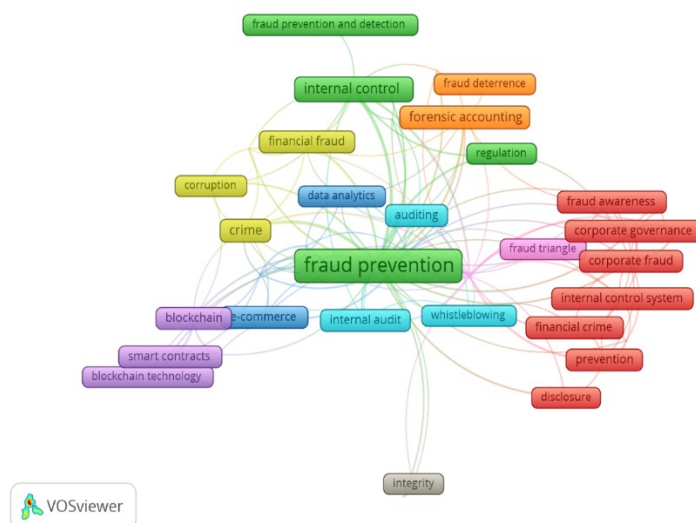 fraud prevention and detection
internal control
fraud deterrence
forensic accounting
financial fraud
regulation
corruption
data analytics
fraud awareness
auditing
crime
corporate governance
fraud triangle
corporate fraud
fraud prevention
internal control system
blockchain
e-commerce
internal audit
whistleblowing
financial crime
smart contracts
prevention
blockchain technology
disclosure
integrity
VOSviewer